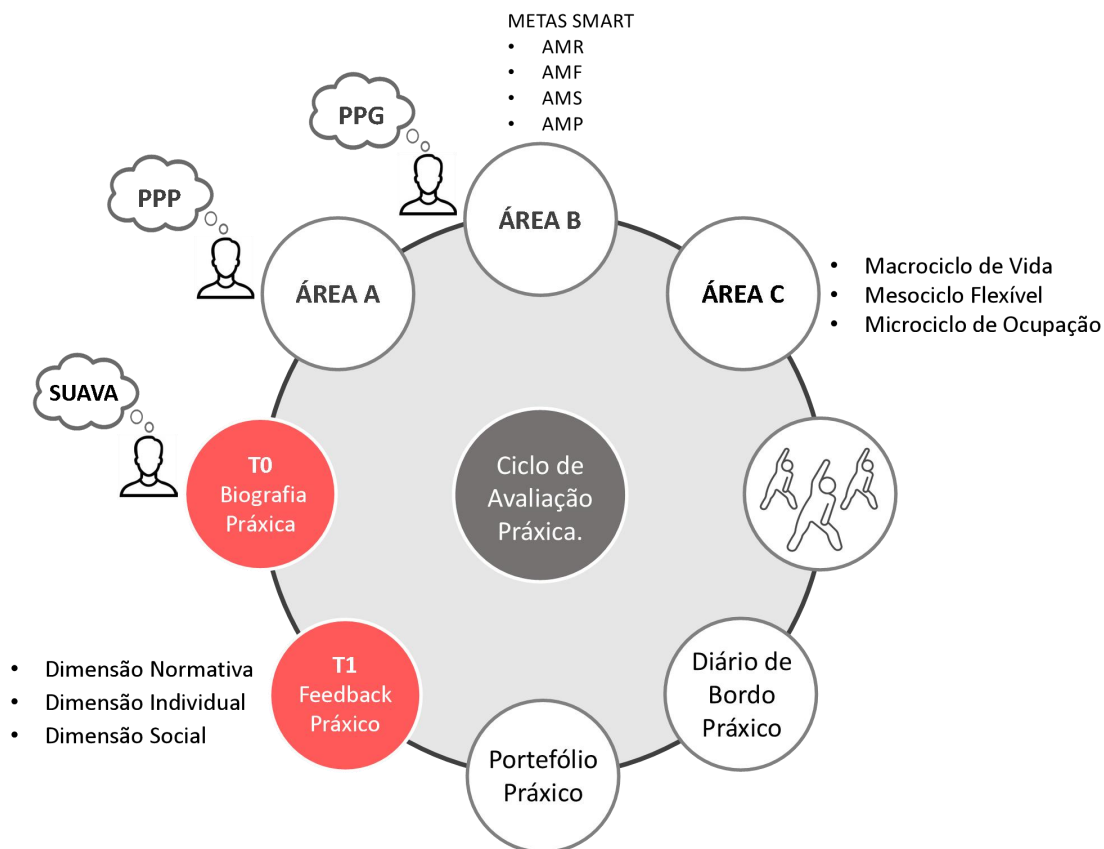 METAS SMART
• AMR
• AMF
• AMS
• AMP
PPG
PPP
SUAVA
ÁREA B
ÁREA A
ÁREA C
• Macrociclo de Vida
• Mesociclo Flexível
• Microciclo de Ocupação
T0
Biografia
Práxica
Ciclo de
Avaliação
Práxica.
• Dimensão Normativa
• Dimensão Individual
• Dimensão Social
T1
Feedback
Práxico
Portefólio
Práxico
Diário de
Bordo
Práxico